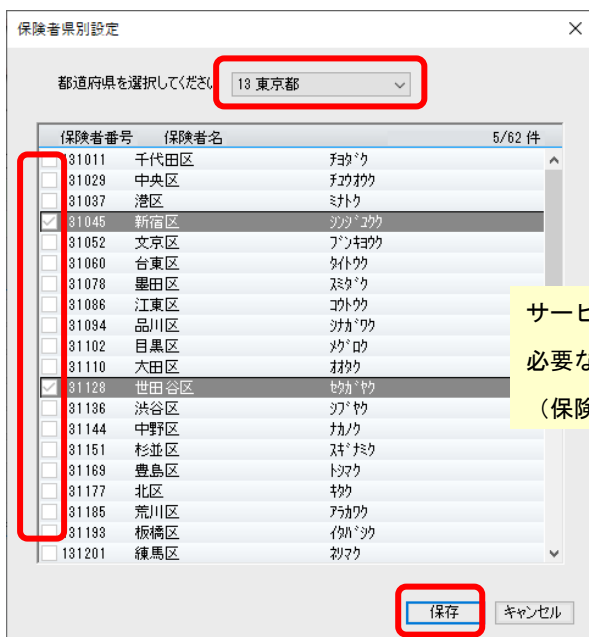 保険者県別設定
都道府県を選択してくださ
13 東京都
保険者番号 保険者名 5/62 件
131011 千代田区 ﾁﾖﾀﾞｸ
131029 中央区 ﾁﾕｳｵｳｸ
131037 港区 ﾐﾅﾄｸ
131045 新宿区 ｼﾝｼﾞﾕｸｸ
131052 文京区 ﾌﾞﾝｷﾖｳｸ
131060 台東区 ﾀｲﾄｳｸ
131078 墨田区 ｽﾐﾀﾞｸ
131086 江東区 ｺｳﾄｳｸ
131094 品川区 ｼﾅｶﾞﾜｸ
131102 目黒区 ﾒｸﾞﾛｸ
131110 大田区 ｵｵﾀｸ
131128 世田谷区 ｾﾀｶﾞﾔｸ
131136 渋谷区 ｼﾌﾞﾔｸ
131144 中野区 ﾅｶﾉｸ
131151 杉並区 ｽｷﾞﾅﾐｸ
131169 豊島区 ﾄｼﾏｸ
131177 北区 ｷﾀｸ
131185 荒川区 ｱﾗｶﾜｸ
131193 板橋区 ｲﾀﾊﾞｼｸ
131201 練馬区 ﾈﾘﾏｸ
サービ
必要な
（保険
保存 キャンセル